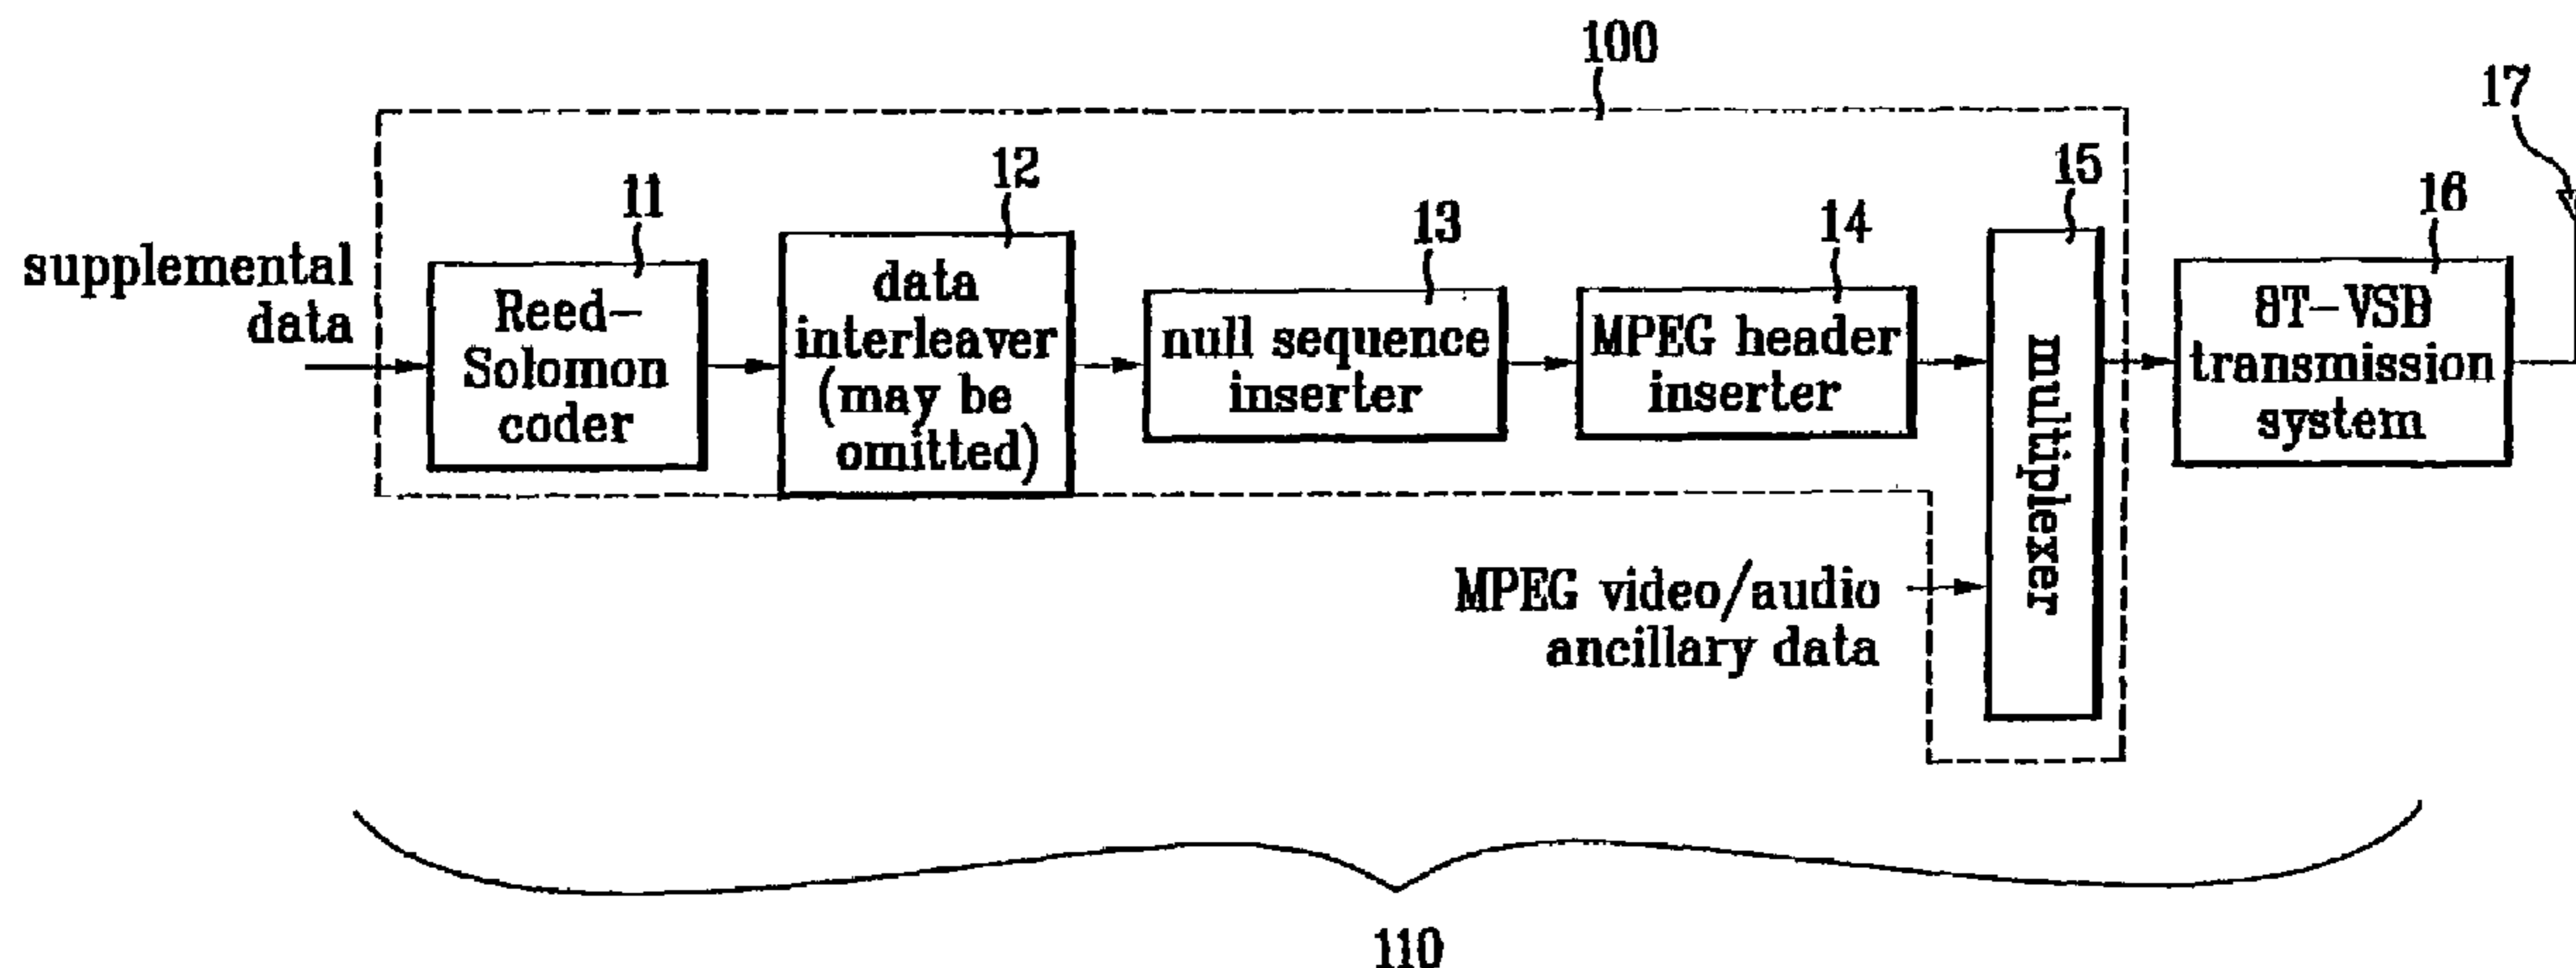 100
17
11
12
13
14
15
16
supplemental
data
Reed-
Solomon
coder
data
interleaver
(may be
omitted)
null sequence
inserter
MPEG header
inserter
multiplexer
8T-VSB
transmission
system
MPEG video/audio
ancillary data
110